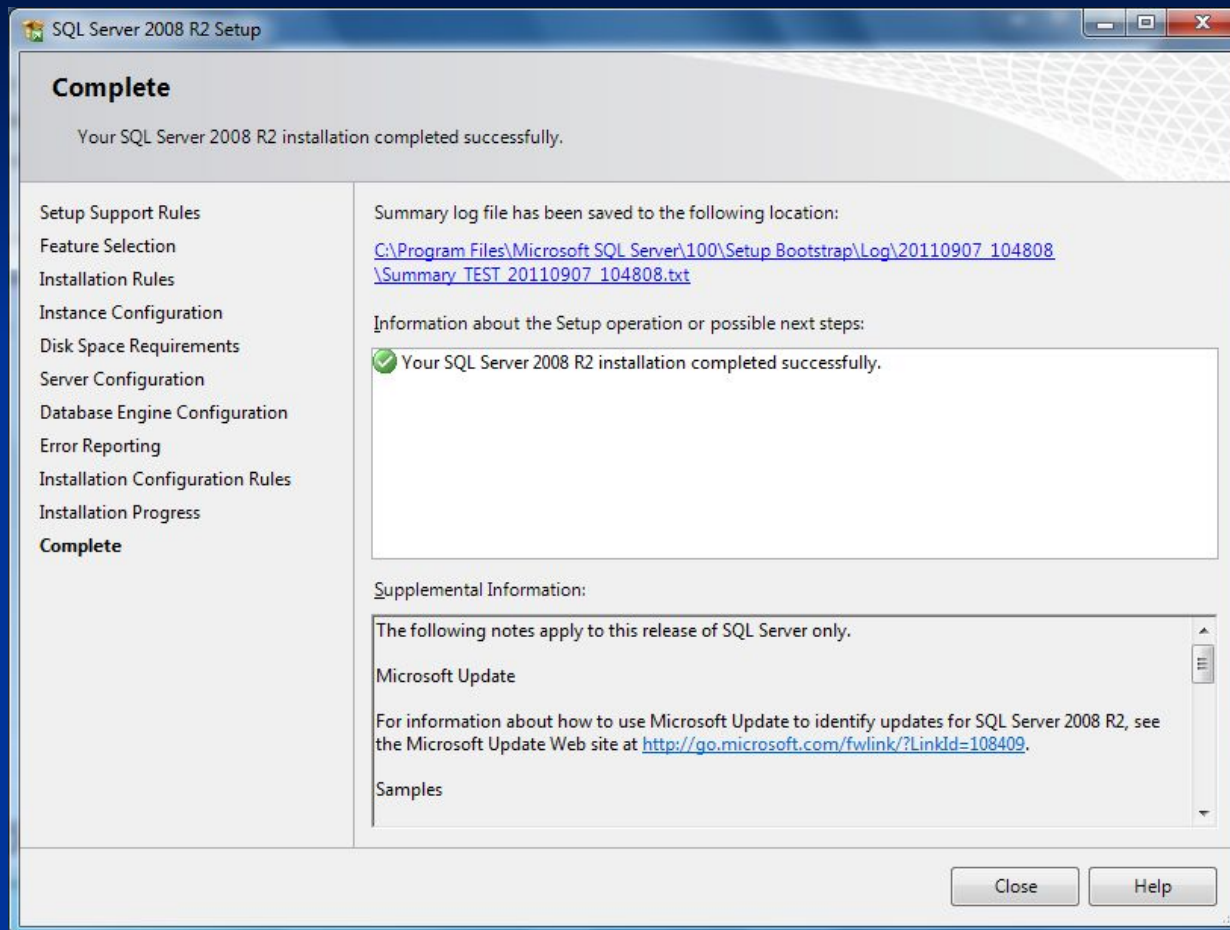 SQL Server 2008 R2 Setup
Complete
Your SQL Server 2008 R2 installation completed successfully.
Setup Support Rules
Feature Selection
Installation Rules
Instance Configuration
Disk Space Requirements
Server Configuration
Database Engine Configuration
Error Reporting
Installation Configuration Rules
Installation Progress
Complete
Summary log file has been saved to the following location:
C:\Program Files\Microsoft SQL Server\100\Setup Bootstrap\Log\20110907_104808
\Summary_TEST_20110907_104808.txt
Information about the Setup operation or possible next steps:
Your SQL Server 2008 R2 installation completed successfully.
Supplemental Information:
The following notes apply to this release of SQL Server only.
Microsoft Update
For information about how to use Microsoft Update to identify updates for SQL Server 2008 R2, see
the Microsoft Update Web site at http://go.microsoft.com/fwlink/?LinkId=108409.
Samples
Close
Help